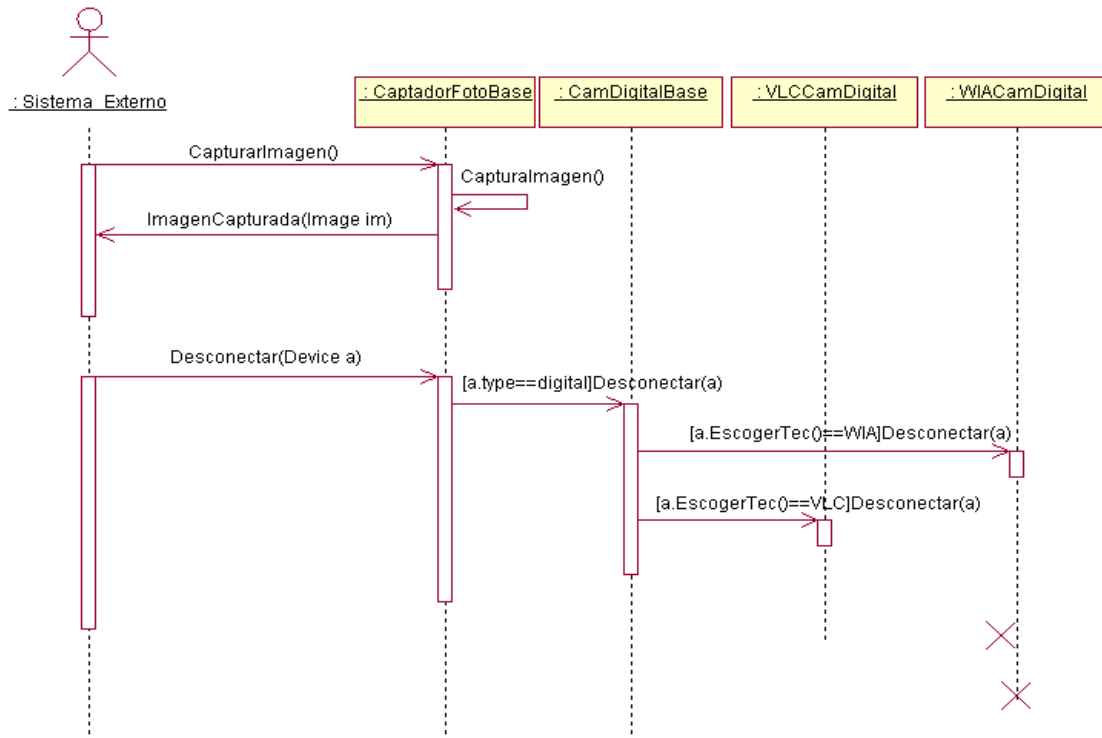 : Sistema_Externo
: CaptadorFotoBase
: CamDigitalBase
: VLCCamDigital
: WIACamDigital
CapturarImagen()
CapturaImagen()
ImagenCapturada(Image im)
Desconectar(Device a)
[a.type==digital]Desconectar(a)
[a.EscogerTec()==WIA]Desconectar(a)
[a.EscogerTec()==VLC]Desconectar(a)